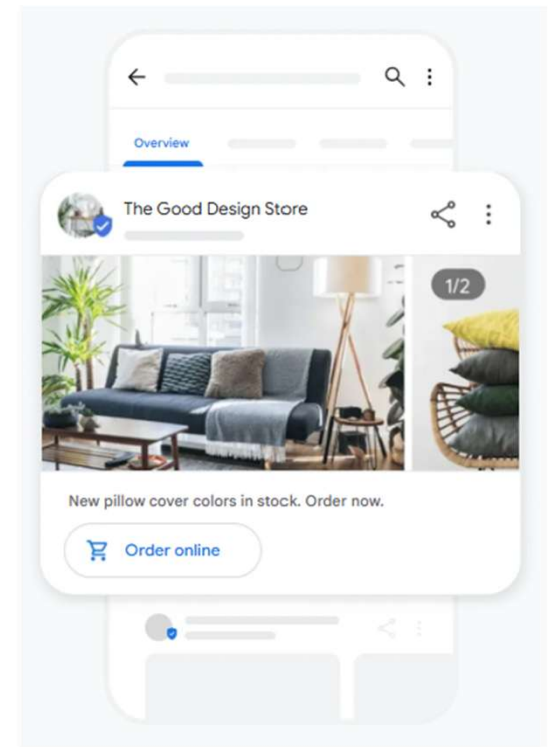 Overview
The Good Design Store
1/2
New pillow cover colors in stock. Order now.
Order online